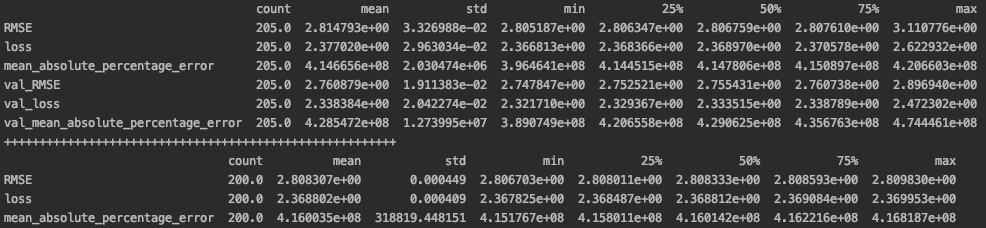 count mean std min 25% 50% 75% max
RMSE 205.0 2.814793e+00 3.326988e-02 2.805187e+00 2.806347e+00 2.806759e+00 2.807610e+00 3.110776e+00
loss 205.0 2.377020e+00 2.963034e-02 2.366813e+00 2.368366e+00 2.368970e+00 2.370578e+00 2.622932e+00
mean_absolute_percentage_error 205.0 4.146656e+08 2.030474e+06 3.964641e+08 4.144515e+08 4.147806e+08 4.150897e+08 4.206603e+08
val_RMSE 205.0 2.760879e+00 1.911383e-02 2.747847e+00 2.752521e+00 2.755431e+00 2.760738e+00 2.896940e+00
val_loss 205.0 2.338384e+00 2.042274e-02 2.321710e+00 2.329367e+00 2.333515e+00 2.338789e+00 2.472302e+00
val_mean_absolute_percentage_error 205.0 4.285472e+08 1.273995e+07 3.890749e+08 4.206558e+08 4.290625e+08 4.356763e+08 4.744461e+08
++++++++++++++++++++++++++++++++++++++++++++++++++++++++
count mean std min 25% 50% 75% max
RMSE 200.0 2.808307e+00 0.000449 2.806703e+00 2.808011e+00 2.808333e+00 2.808593e+00 2.809830e+00
loss 200.0 2.368802e+00 0.000409 2.367825e+00 2.368487e+00 2.368812e+00 2.369084e+00 2.369953e+00
mean_absolute_percentage_error 200.0 4.160035e+08 318819.448151 4.151767e+08 4.158011e+08 4.160142e+08 4.162216e+08 4.168187e+08